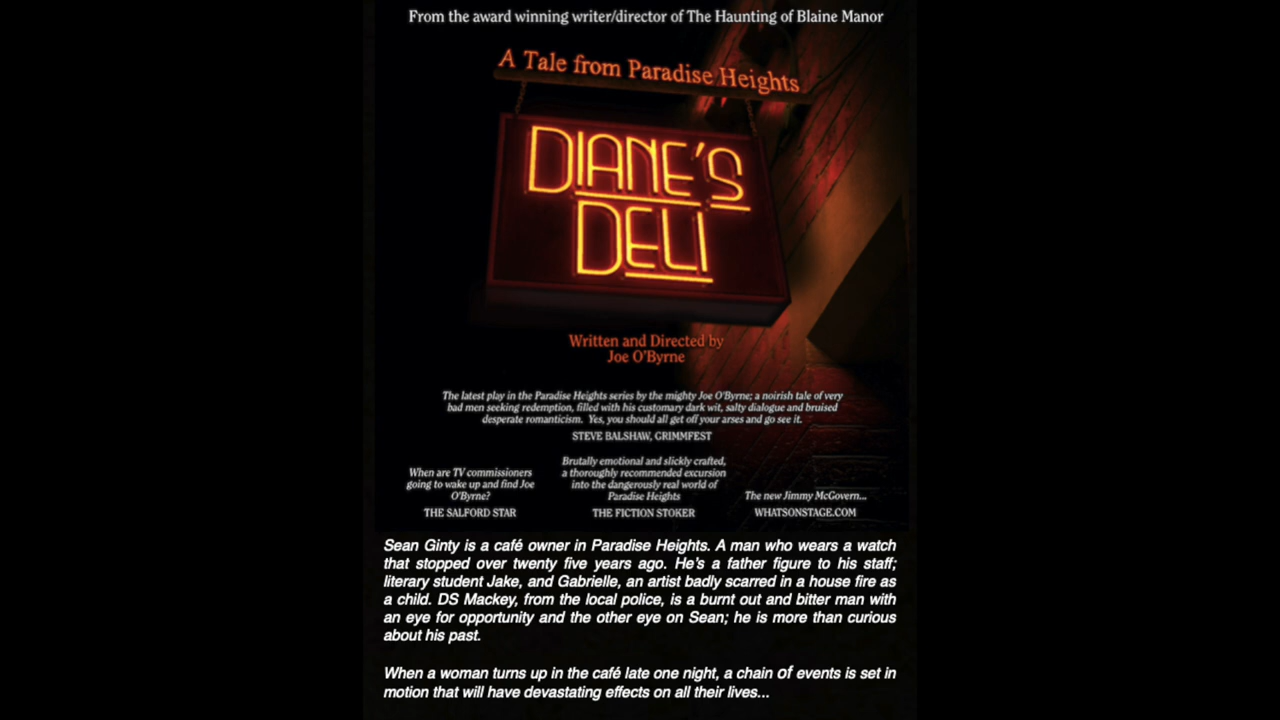 From the award winning writer/director of The Haunting of Blaine Manor
A Tale from Paradise Heights
DIANE'S
DELI
Written and Directed by
Joe O'Byrne
The latest play in the Paradise Heights series by the mighty Joe O'Byrne; a noirish tale of very
bad men seeking redemption, filled with his customary dark wit, salty dialogue and bruised
desperate romanticism. Yes, you should all get off your arses and go see it.
STEVE BALSHAW, GRIMMFEST
When are TV commissioners
going to wake up and find Joe
O'Byrne?
THE SALFORD STAR
Brutally emotional and slickly crafted,
a thoroughly recommended excursion
into the dangerously real world of
Paradise Heights
THE FICTION STOKER
The new Jimmy McGovern...
WHATSONSTAGE.COM
Sean Ginty is a café owner in Paradise Heights. A man who wears a watch
that stopped over twenty five years ago. He's a father figure to his staff;
literary student Jake, and Gabrielle, an artist badly scarred in a house fire as
a child. DS Mackey, from the local police, is a burnt out and bitter man with
an eye for opportunity and the other eye on Sean; he is more than curious
about his past.
When a woman turns up in the café late one night, a chain of events is set in
motion that will have devastating effects on all their lives...